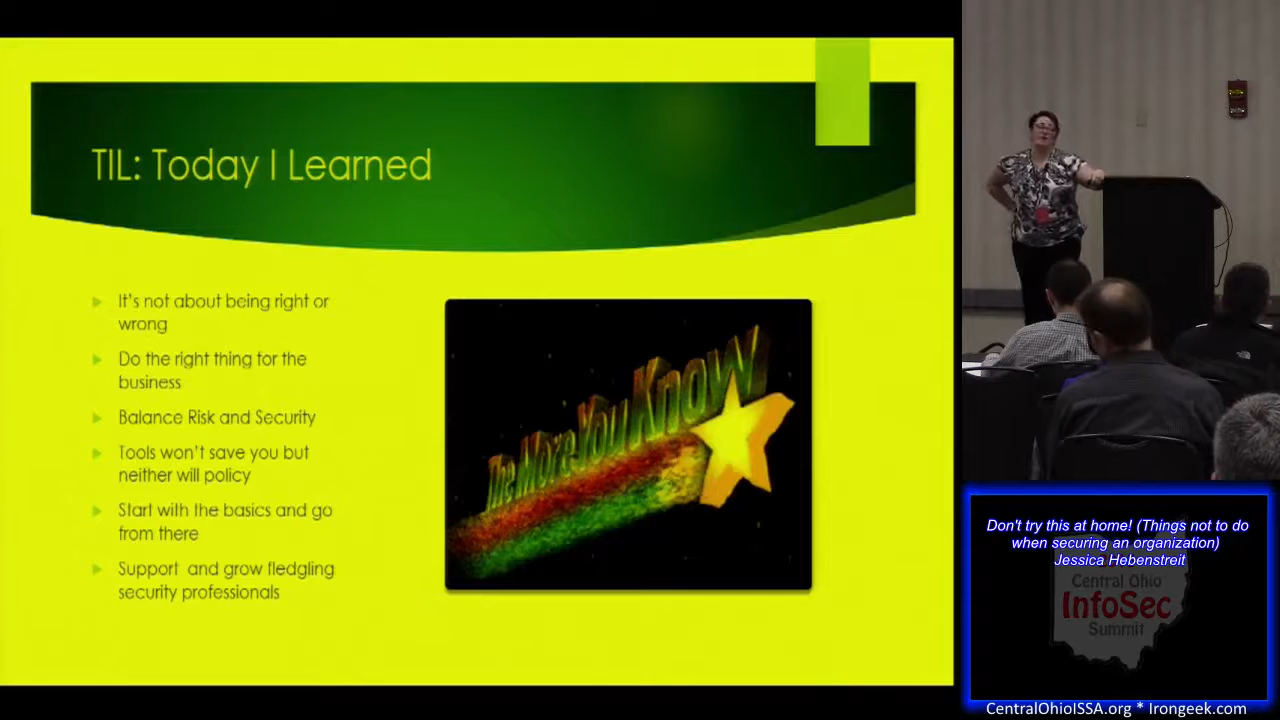 TIL: Today I Learned
It's not about being right or
wrong
Do the right thing for the
business
Balance Risk and Security
Tools won't save you but
neither will policy
Start with the basics and go
from there
Support and grow fledgling
security professionals
The More You Know
Don't try this at home! (Things not to do
when securing an organization)
Jessica Hebenstreit
Central Ohio
InfoSec
Summit
CentralOhioISSA.org * Irongeek.com